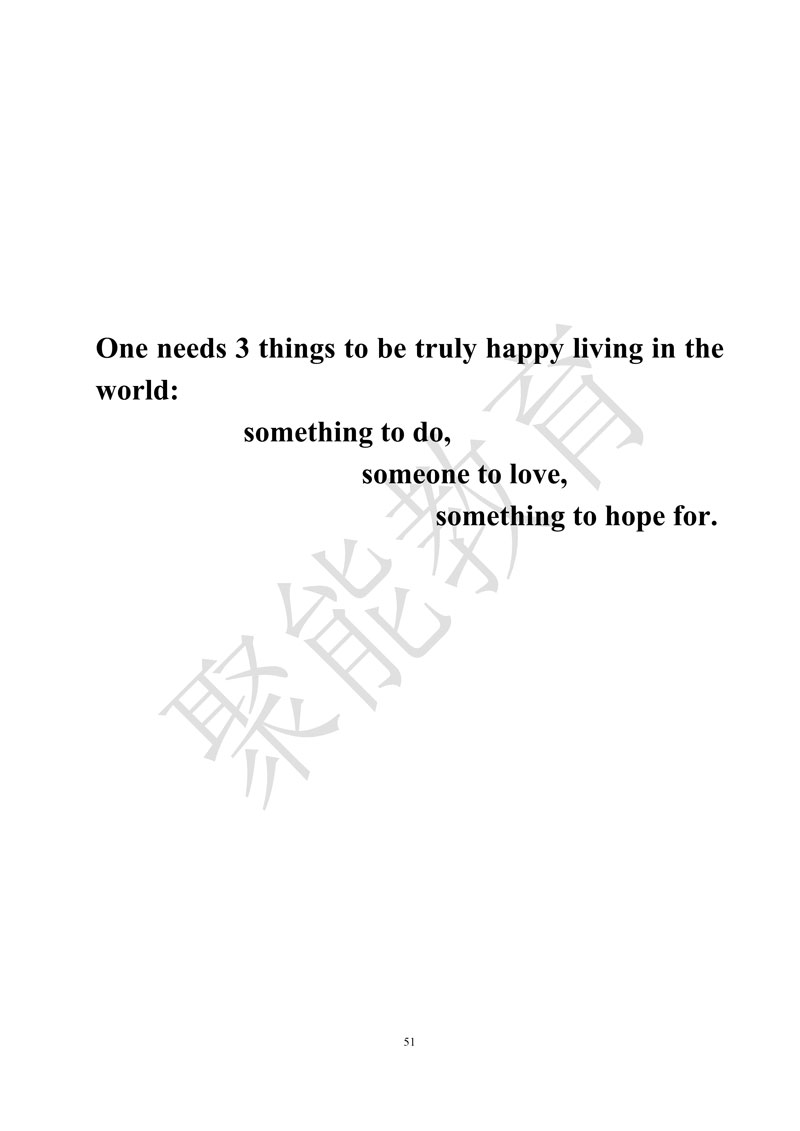 One needs 3 things to be truly happy living in the
world:
something to do,
someone to love,
something to hope for.
聚能教育
51